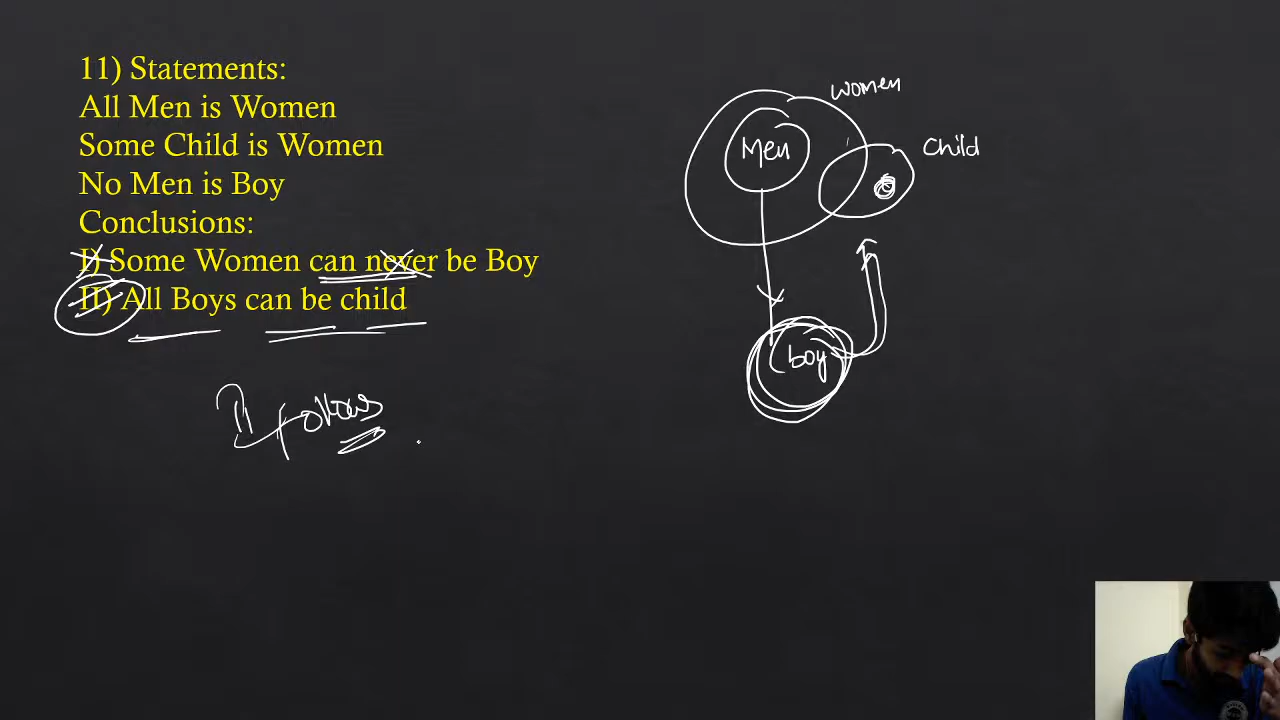 11) Statements:
All Men is Women
Some Child is Women
No Men is Boy
Conclusions:
I) Some Women can never be Boy
II) All Boys can be child
II follows
women
Men
Child
boy